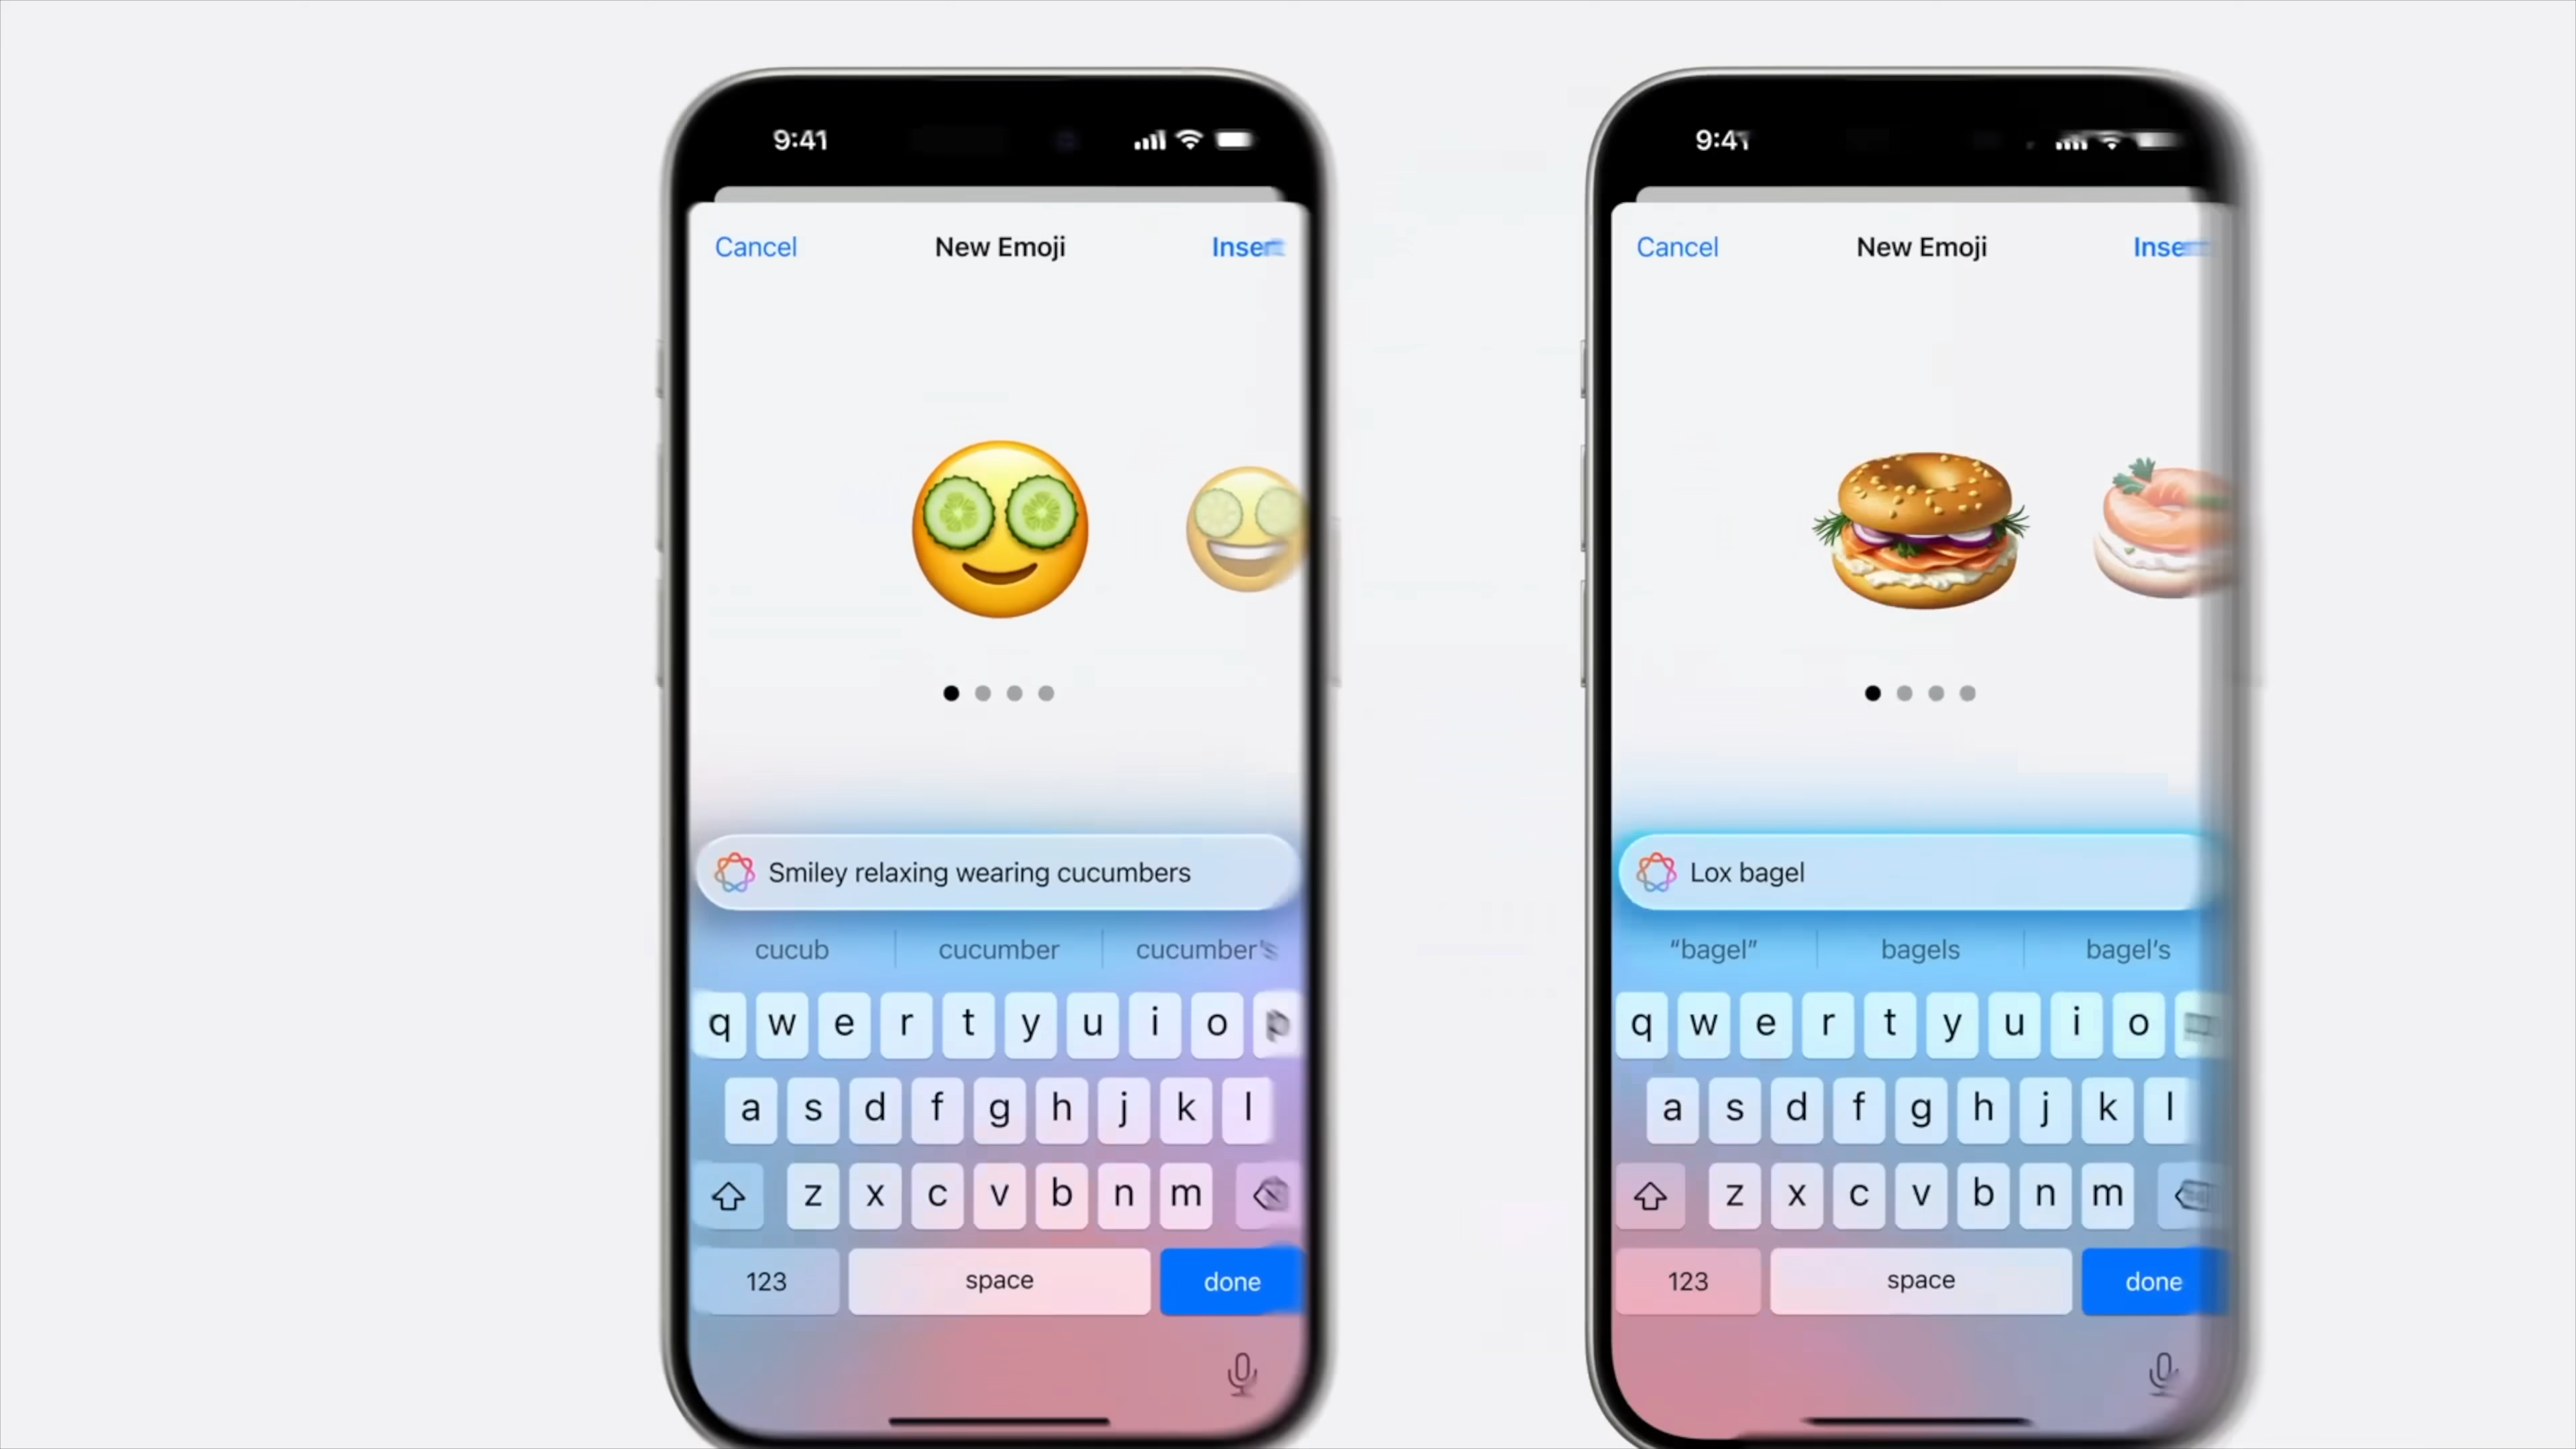 9:41
Cancel New Emoji
Smiley relaxing wearing cucumbers
cucub cucumber cucumber's
q w e r t y u i o p
a s d f g h j k l
z x c v b n m
123 space done
9:41
Cancel New Emoji
Lox bagel
“bagel” bagels bagel's
q w e r t y u i o
a s d f g h j k l
z x c v b n m
123 space done